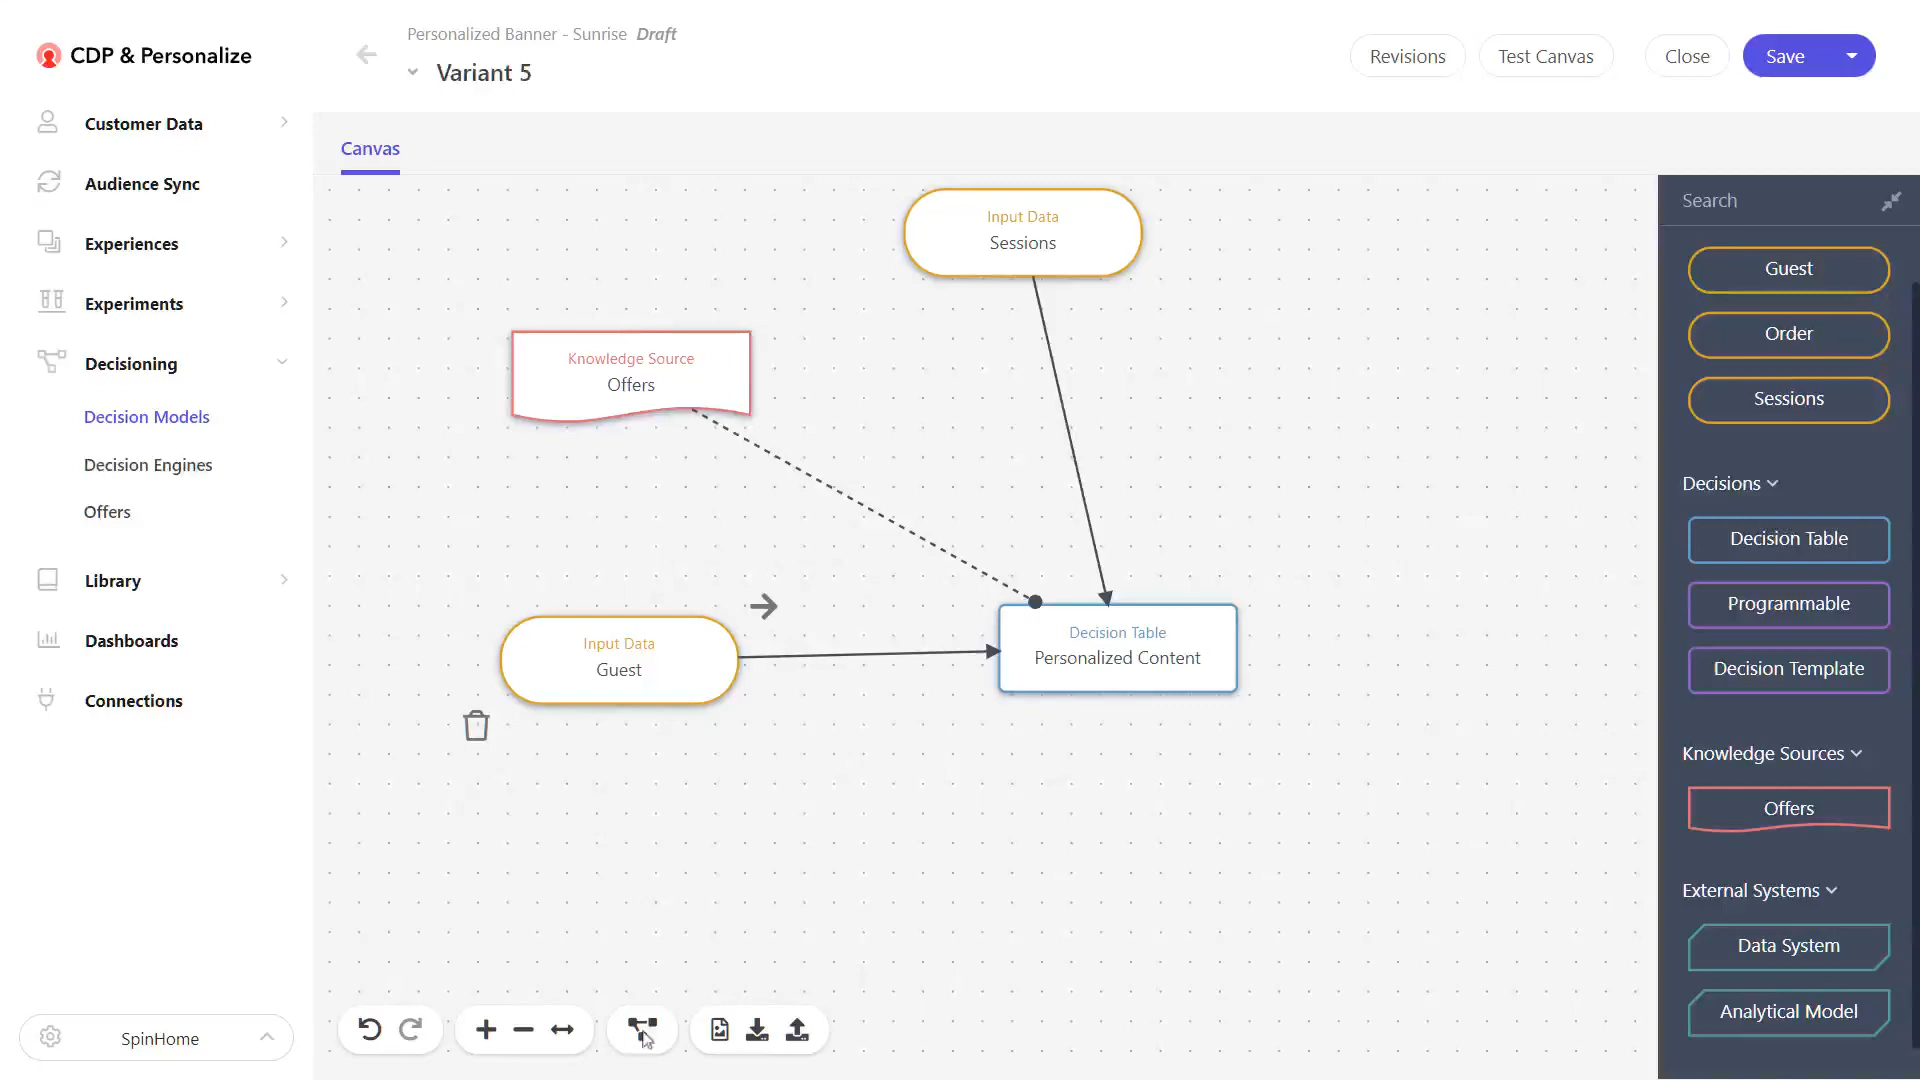 CDP & Personalize
Customer Data
Audience Sync
Experiences
Experiments
Decisioning
Decision Models
Decision Engines
Offers
Library
Dashboards
Connections
SpinHome
Personalized Banner - Sunrise Draft
Variant 5
Revisions
Test Canvas
Close
Save
Canvas
Input Data
Sessions
Knowledge Source
Offers
Input Data
Guest
Decision Table
Personalized Content
Search
Guest
Order
Sessions
Decisions
Decision Table
Programmable
Decision Template
Knowledge Sources
Offers
External Systems
Data System
Analytical Model